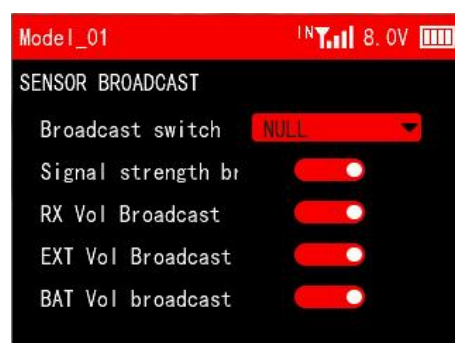 Model_01 IN 8.0V
SENSOR BROADCAST
Broadcast switch NULL
Signal strength br
RX Vol Broadcast
EXT Vol Broadcast
BAT Vol broadcast